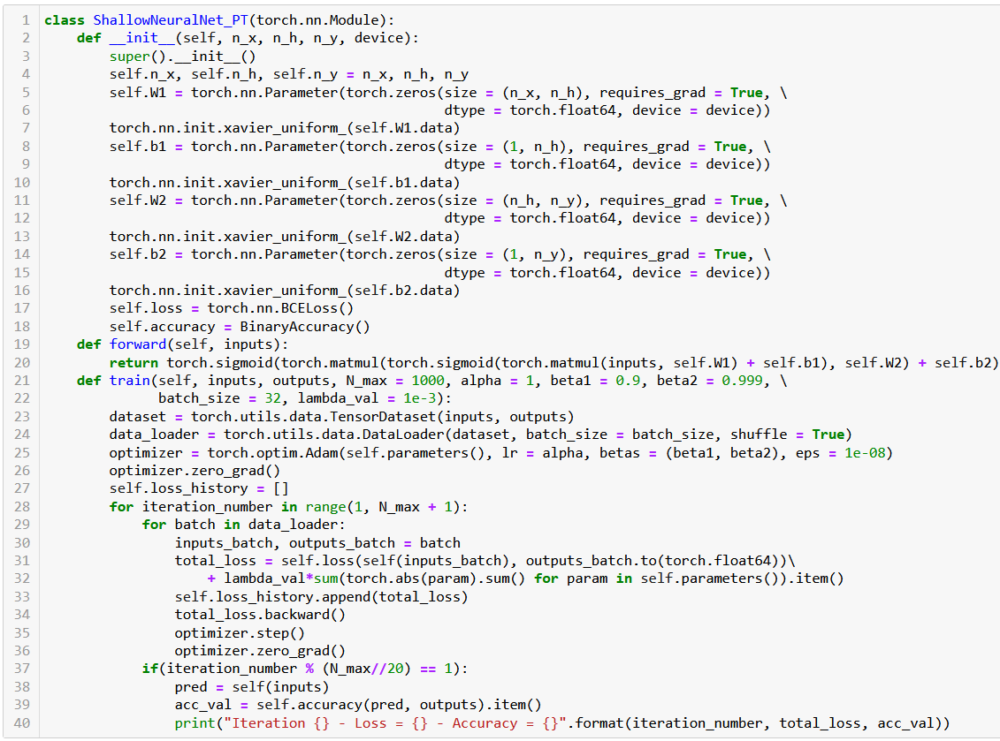 1 class ShallowNeuralNet_PT(torch.nn.Module):
2     def __init__(self, n_x, n_h, n_y, device):
3         super().__init__()
4         self.n_x, self.n_h, self.n_y = n_x, n_h, n_y
5         self.W1 = torch.nn.Parameter(torch.zeros(size = (n_x, n_h), requires_grad = True, \
6                                                  dtype = torch.float64, device = device))
7         torch.nn.init.xavier_uniform_(self.W1.data)
8         self.b1 = torch.nn.Parameter(torch.zeros(size = (1, n_h), requires_grad = True, \
9                                                  dtype = torch.float64, device = device))
10         torch.nn.init.xavier_uniform_(self.b1.data)
11         self.W2 = torch.nn.Parameter(torch.zeros(size = (n_h, n_y), requires_grad = True, \
12                                                  dtype = torch.float64, device = device))
13         torch.nn.init.xavier_uniform_(self.W2.data)
14         self.b2 = torch.nn.Parameter(torch.zeros(size = (1, n_y), requires_grad = True, \
15                                                  dtype = torch.float64, device = device))
16         torch.nn.init.xavier_uniform_(self.b2.data)
17         self.loss = torch.nn.BCELoss()
18         self.accuracy = BinaryAccuracy()
19     def forward(self, inputs):
20         return torch.sigmoid(torch.matmul(torch.sigmoid(torch.matmul(inputs, self.W1) + self.b1), self.W2) + self.b2)
21     def train(self, inputs, outputs, N_max = 1000, alpha = 1, beta1 = 0.9, beta2 = 0.999, \
22               batch_size = 32, lambda_val = 1e-3):
23         dataset = torch.utils.data.TensorDataset(inputs, outputs)
24         data_loader = torch.utils.data.DataLoader(dataset, batch_size = batch_size, shuffle = True)
25         optimizer = torch.optim.Adam(self.parameters(), lr = alpha, betas = (beta1, beta2), eps = 1e-08)
26         optimizer.zero_grad()
27         self.loss_history = []
28         for iteration_number in range(1, N_max + 1):
29             for batch in data_loader:
30                 inputs_batch, outputs_batch = batch
31                 total_loss = self.loss(self(inputs_batch), outputs_batch.to(torch.float64))\
32                     + lambda_val*sum(torch.abs(param).sum() for param in self.parameters()).item()
33                 self.loss_history.append(total_loss)
34                 total_loss.backward()
35                 optimizer.step()
36                 optimizer.zero_grad()
37             if(iteration_number % (N_max//20) == 1):
38                 pred = self(inputs)
39                 acc_val = self.accuracy(pred, outputs).item()
40                 print("Iteration {} - Loss = {} - Accuracy = {}".format(iteration_number, total_loss, acc_val))